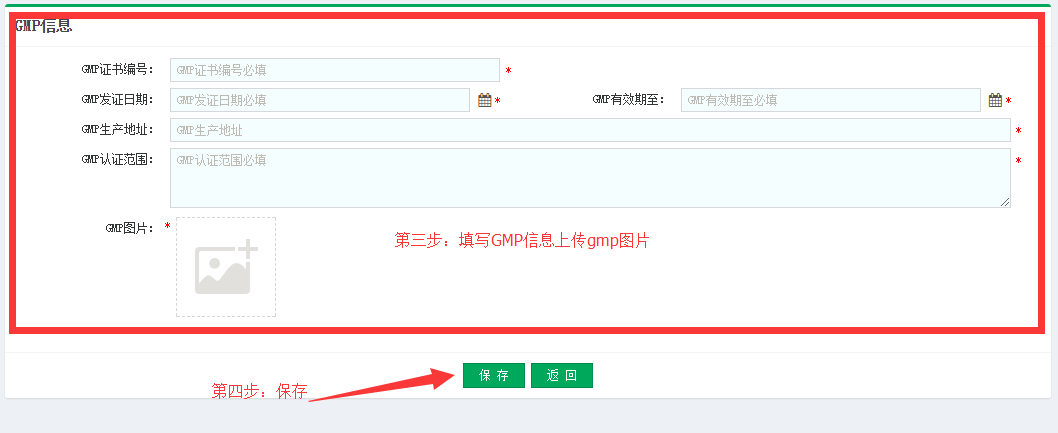 GMP信息
GMP证书编号： GMP证书编号必填 *
GMP发证日期： GMP发证日期必填 * GMP有效期至： GMP有效期至必填 *
GMP生产地址： GMP生产地址 *
GMP认证范围： GMP认证范围必填 *
GMP图片： *
第三步：填写GMP信息上传gmp图片
保 存 返 回
第四步：保存